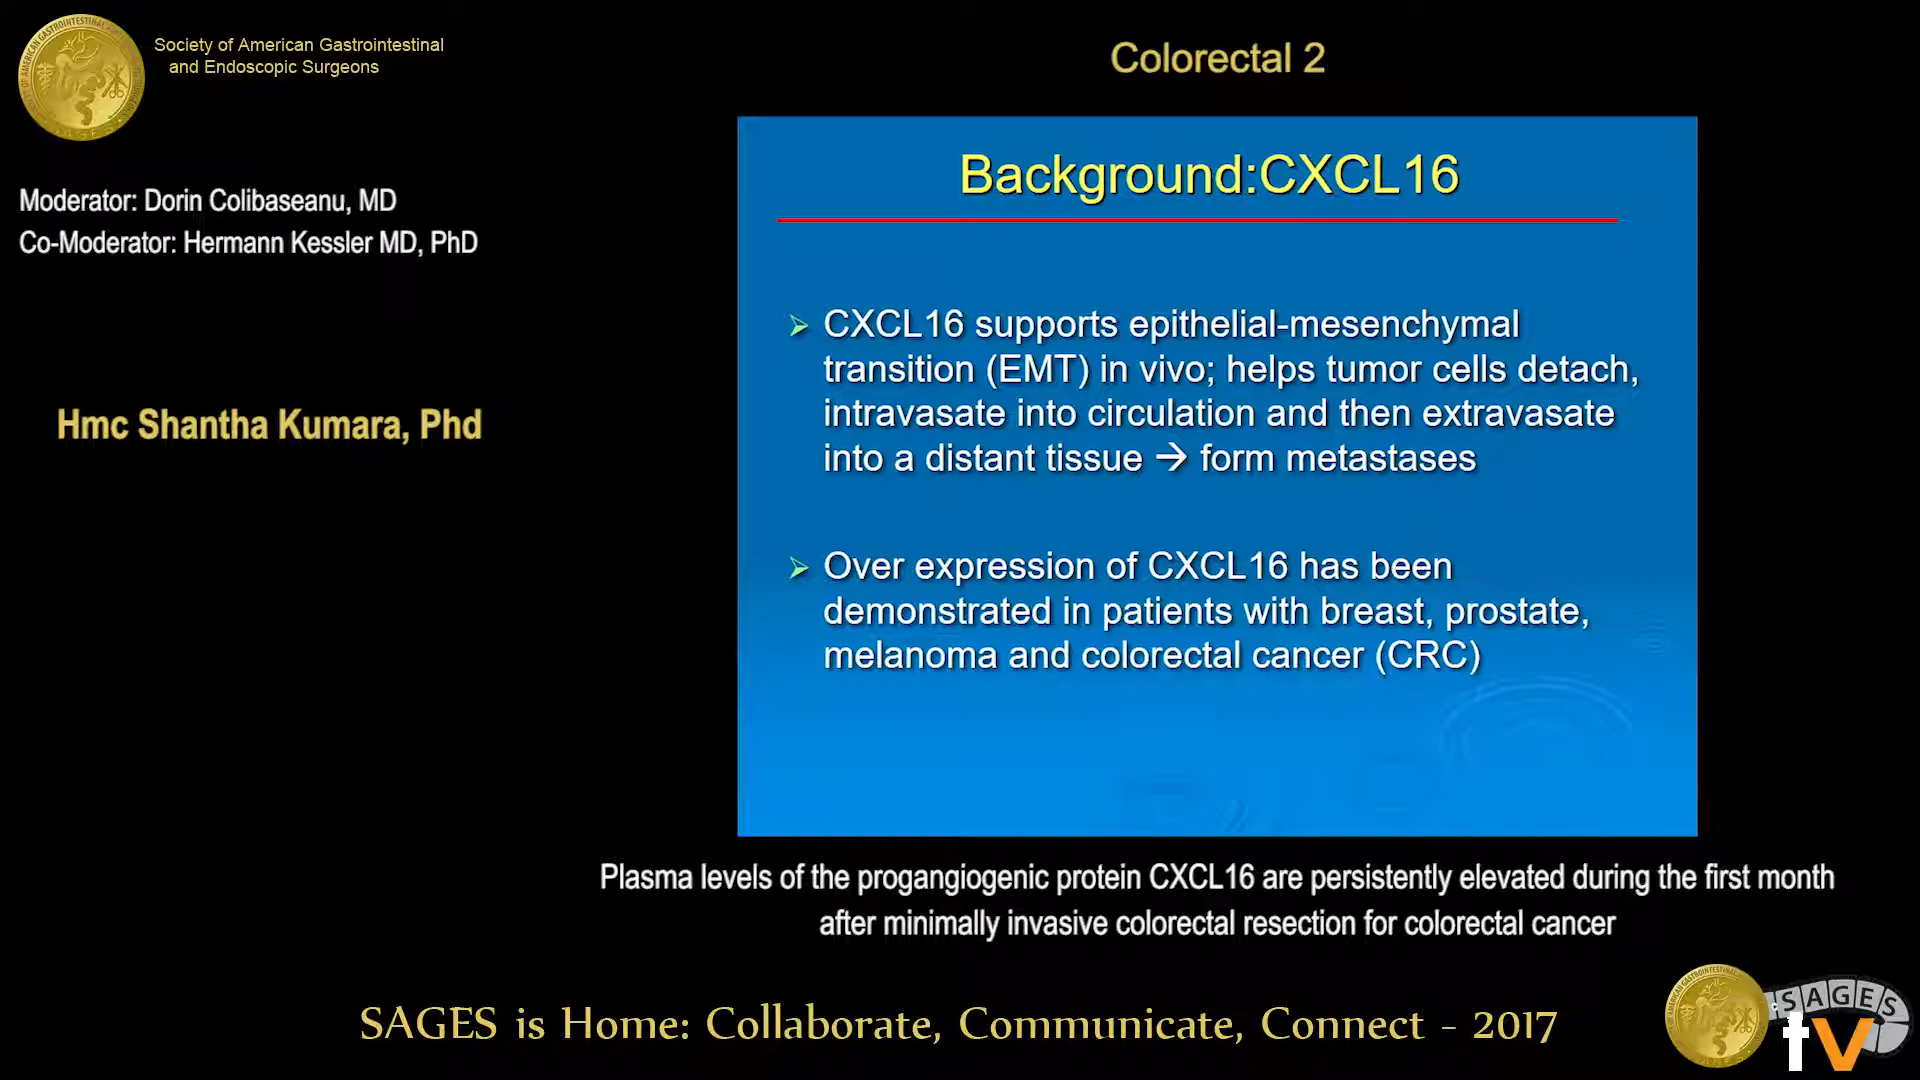 Society of American Gastrointestinal
and Endoscopic Surgeons
Colorectal 2
Moderator: Dorin Colibaseanu, MD
Co-Moderator: Hermann Kessler MD, PhD
Hmc Shantha Kumara, Phd
Background:CXCL16
➢ CXCL16 supports epithelial-mesenchymal
transition (EMT) in vivo; helps tumor cells detach,
intravasate into circulation and then extravasate
into a distant tissue → form metastases
➢ Over expression of CXCL16 has been
demonstrated in patients with breast, prostate,
melanoma and colorectal cancer (CRC)
Plasma levels of the progangiogenic protein CXCL16 are persistently elevated during the first month
after minimally invasive colorectal resection for colorectal cancer
SAGES is Home: Collaborate, Communicate, Connect - 2017
SAGES
tv